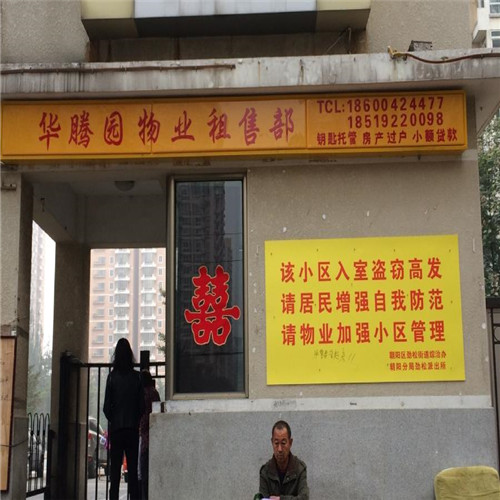 华腾园物业租售部
TCL:18600424477
18519220098
钥匙托管 房产过户 小额贷款
囍
该小区入室盗窃高发
请居民增强自我防范
请物业加强小区管理
朝阳区劲松街道综治办
朝阳分局劲松派出所